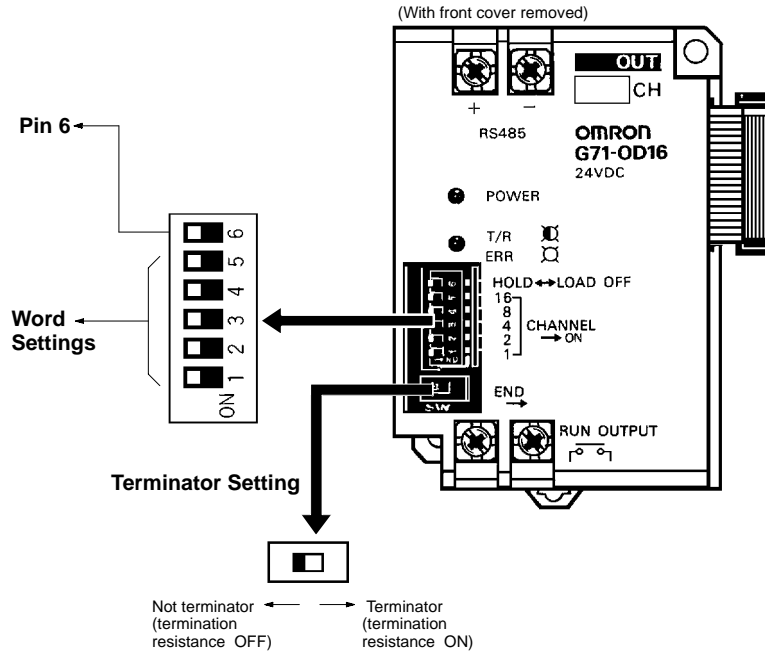 (With front cover removed)
OUT
CH
+ −
RS485
OMRON
G71-OD16
24VDC
POWER
T/R
ERR
HOLD ↔ LOAD OFF
16
8
4
2
1
CHANNEL
→ ON
END
→
SW
RUN OUTPUT
Pin 6
6
5
4
3
2
1
ON
Word
Settings
Terminator Setting
Not terminator
(termination
resistance OFF)
Terminator
(termination
resistance ON)